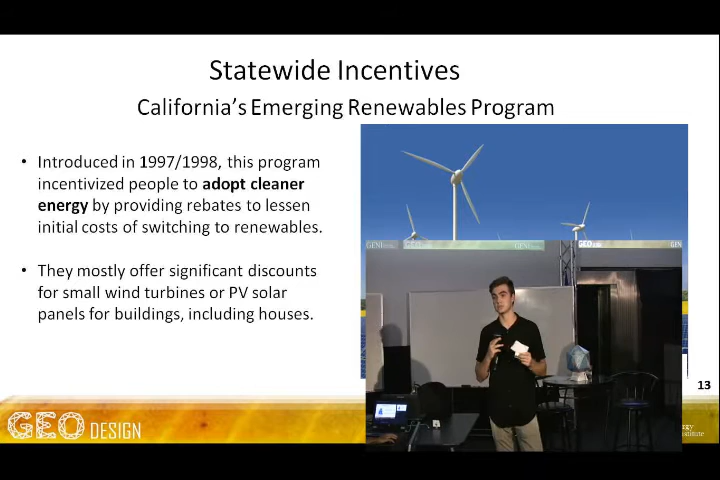 Statewide Incentives
California's Emerging Renewables Program
• Introduced in 1997/1998, this program
incentivized people to adopt cleaner
energy by providing rebates to lessen
initial costs of switching to renewables.
• They mostly offer significant discounts
for small wind turbines or PV solar
panels for buildings, including houses.
13
GEO DESIGN